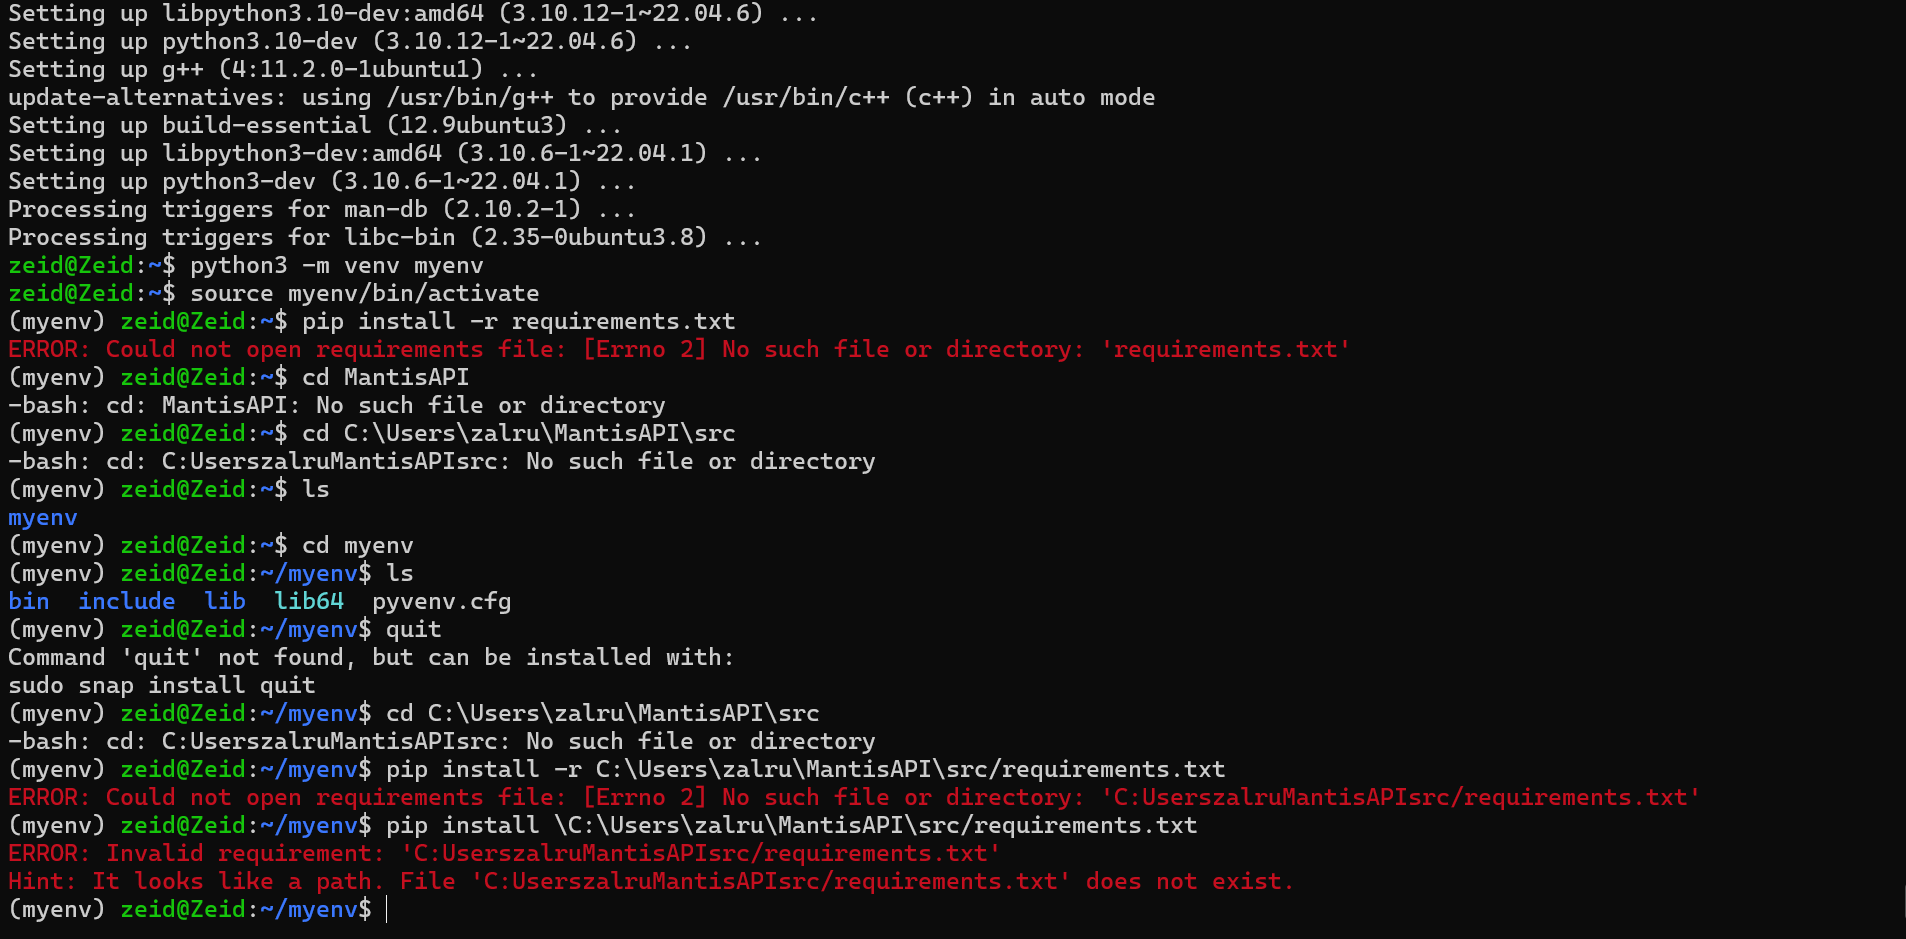 Setting up libpython3.10-dev:amd64 (3.10.12-1~22.04.6) ...
Setting up python3.10-dev (3.10.12-1~22.04.6) ...
Setting up g++ (4:11.2.0-1ubuntu1) ...
update-alternatives: using /usr/bin/g++ to provide /usr/bin/c++ (c++) in auto mode
Setting up build-essential (12.9ubuntu3) ...
Setting up libpython3-dev:amd64 (3.10.6-1~22.04.1) ...
Setting up python3-dev (3.10.6-1~22.04.1) ...
Processing triggers for man-db (2.10.2-1) ...
Processing triggers for libc-bin (2.35-0ubuntu3.8) ...
zeid@Zeid:~$ python3 -m venv myenv
zeid@Zeid:~$ source myenv/bin/activate
(myenv) zeid@Zeid:~$ pip install -r requirements.txt
ERROR: Could not open requirements file: [Errno 2] No such file or directory: 'requirements.txt'
(myenv) zeid@Zeid:~$ cd MantisAPI
-bash: cd: MantisAPI: No such file or directory
(myenv) zeid@Zeid:~$ cd C:\Users\zalru\MantisAPI\src
-bash: cd: C:UserszalruMantisAPIsrc: No such file or directory
(myenv) zeid@Zeid:~$ ls
myenv
(myenv) zeid@Zeid:~$ cd myenv
(myenv) zeid@Zeid:~/myenv$ ls
bin  include  lib  lib64  pyvenv.cfg
(myenv) zeid@Zeid:~/myenv$ quit
Command 'quit' not found, but can be installed with:
sudo snap install quit
(myenv) zeid@Zeid:~/myenv$ cd C:\Users\zalru\MantisAPI\src
-bash: cd: C:UserszalruMantisAPIsrc: No such file or directory
(myenv) zeid@Zeid:~/myenv$ pip install -r C:\Users\zalru\MantisAPI\src/requirements.txt
ERROR: Could not open requirements file: [Errno 2] No such file or directory: 'C:UserszalruMantisAPIsrc/requirements.txt'
(myenv) zeid@Zeid:~/myenv$ pip install \C:\Users\zalru\MantisAPI\src/requirements.txt
ERROR: Invalid requirement: 'C:UserszalruMantisAPIsrc/requirements.txt'
Hint: It looks like a path. File 'C:UserszalruMantisAPIsrc/requirements.txt' does not exist.
(myenv) zeid@Zeid:~/myenv$